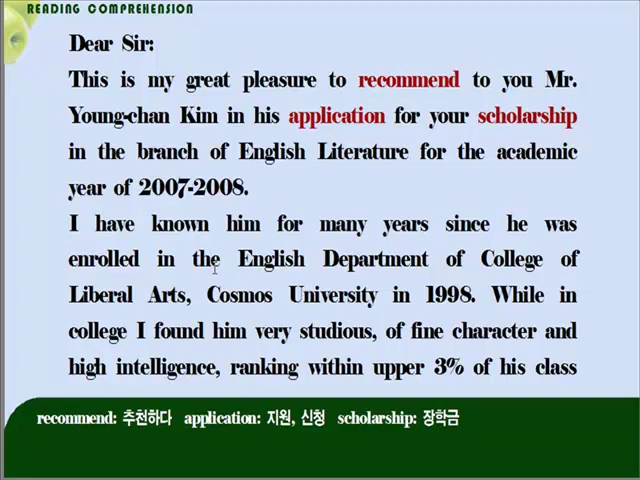 READING COMPREHENSION
Dear Sir:
This is my great pleasure to recommend to you Mr.
Young-chan Kim in his application for your scholarship
in the branch of English Literature for the academic
year of 2007-2008.
I have known him for many years since he was
enrolled in the English Department of College of
Liberal Arts, Cosmos University in 1998. While in
college I found him very studious, of fine character and
high intelligence, ranking within upper 3% of his class
recommend: 추천하다 application: 지원, 신청 scholarship: 장학금